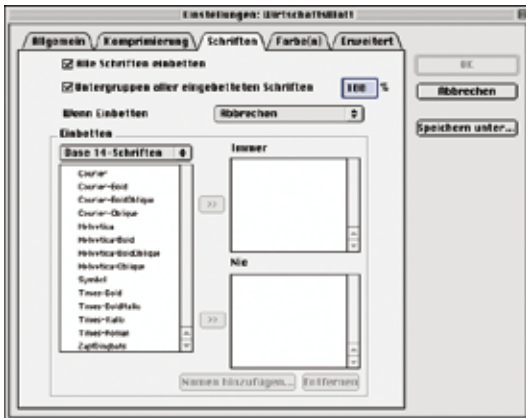 Einstellungen: Wirtschaftsblatt
Allgemein Komprimierung Schriften Farbe(n) Erweitert
Alle Schriften einbetten
Untergruppen aller eingebetteten Schriften 100 %
Wenn Einbetten Abbrechen
Einbetten
Base 14-Schriften
Courier
Courier-Bold
Courier-BoldOblique
Courier-Oblique
Helvetica
Helvetica-Bold
Helvetica-BoldOblique
Helvetica-Oblique
Symbol
Times-Bold
Times-BoldItalic
Times-Italic
Times-Roman
ZapfDingbats
>>
>>
Immer
Nie
Namen hinzufügen... Entfernen
OK
Abbrechen
Speichern unter...